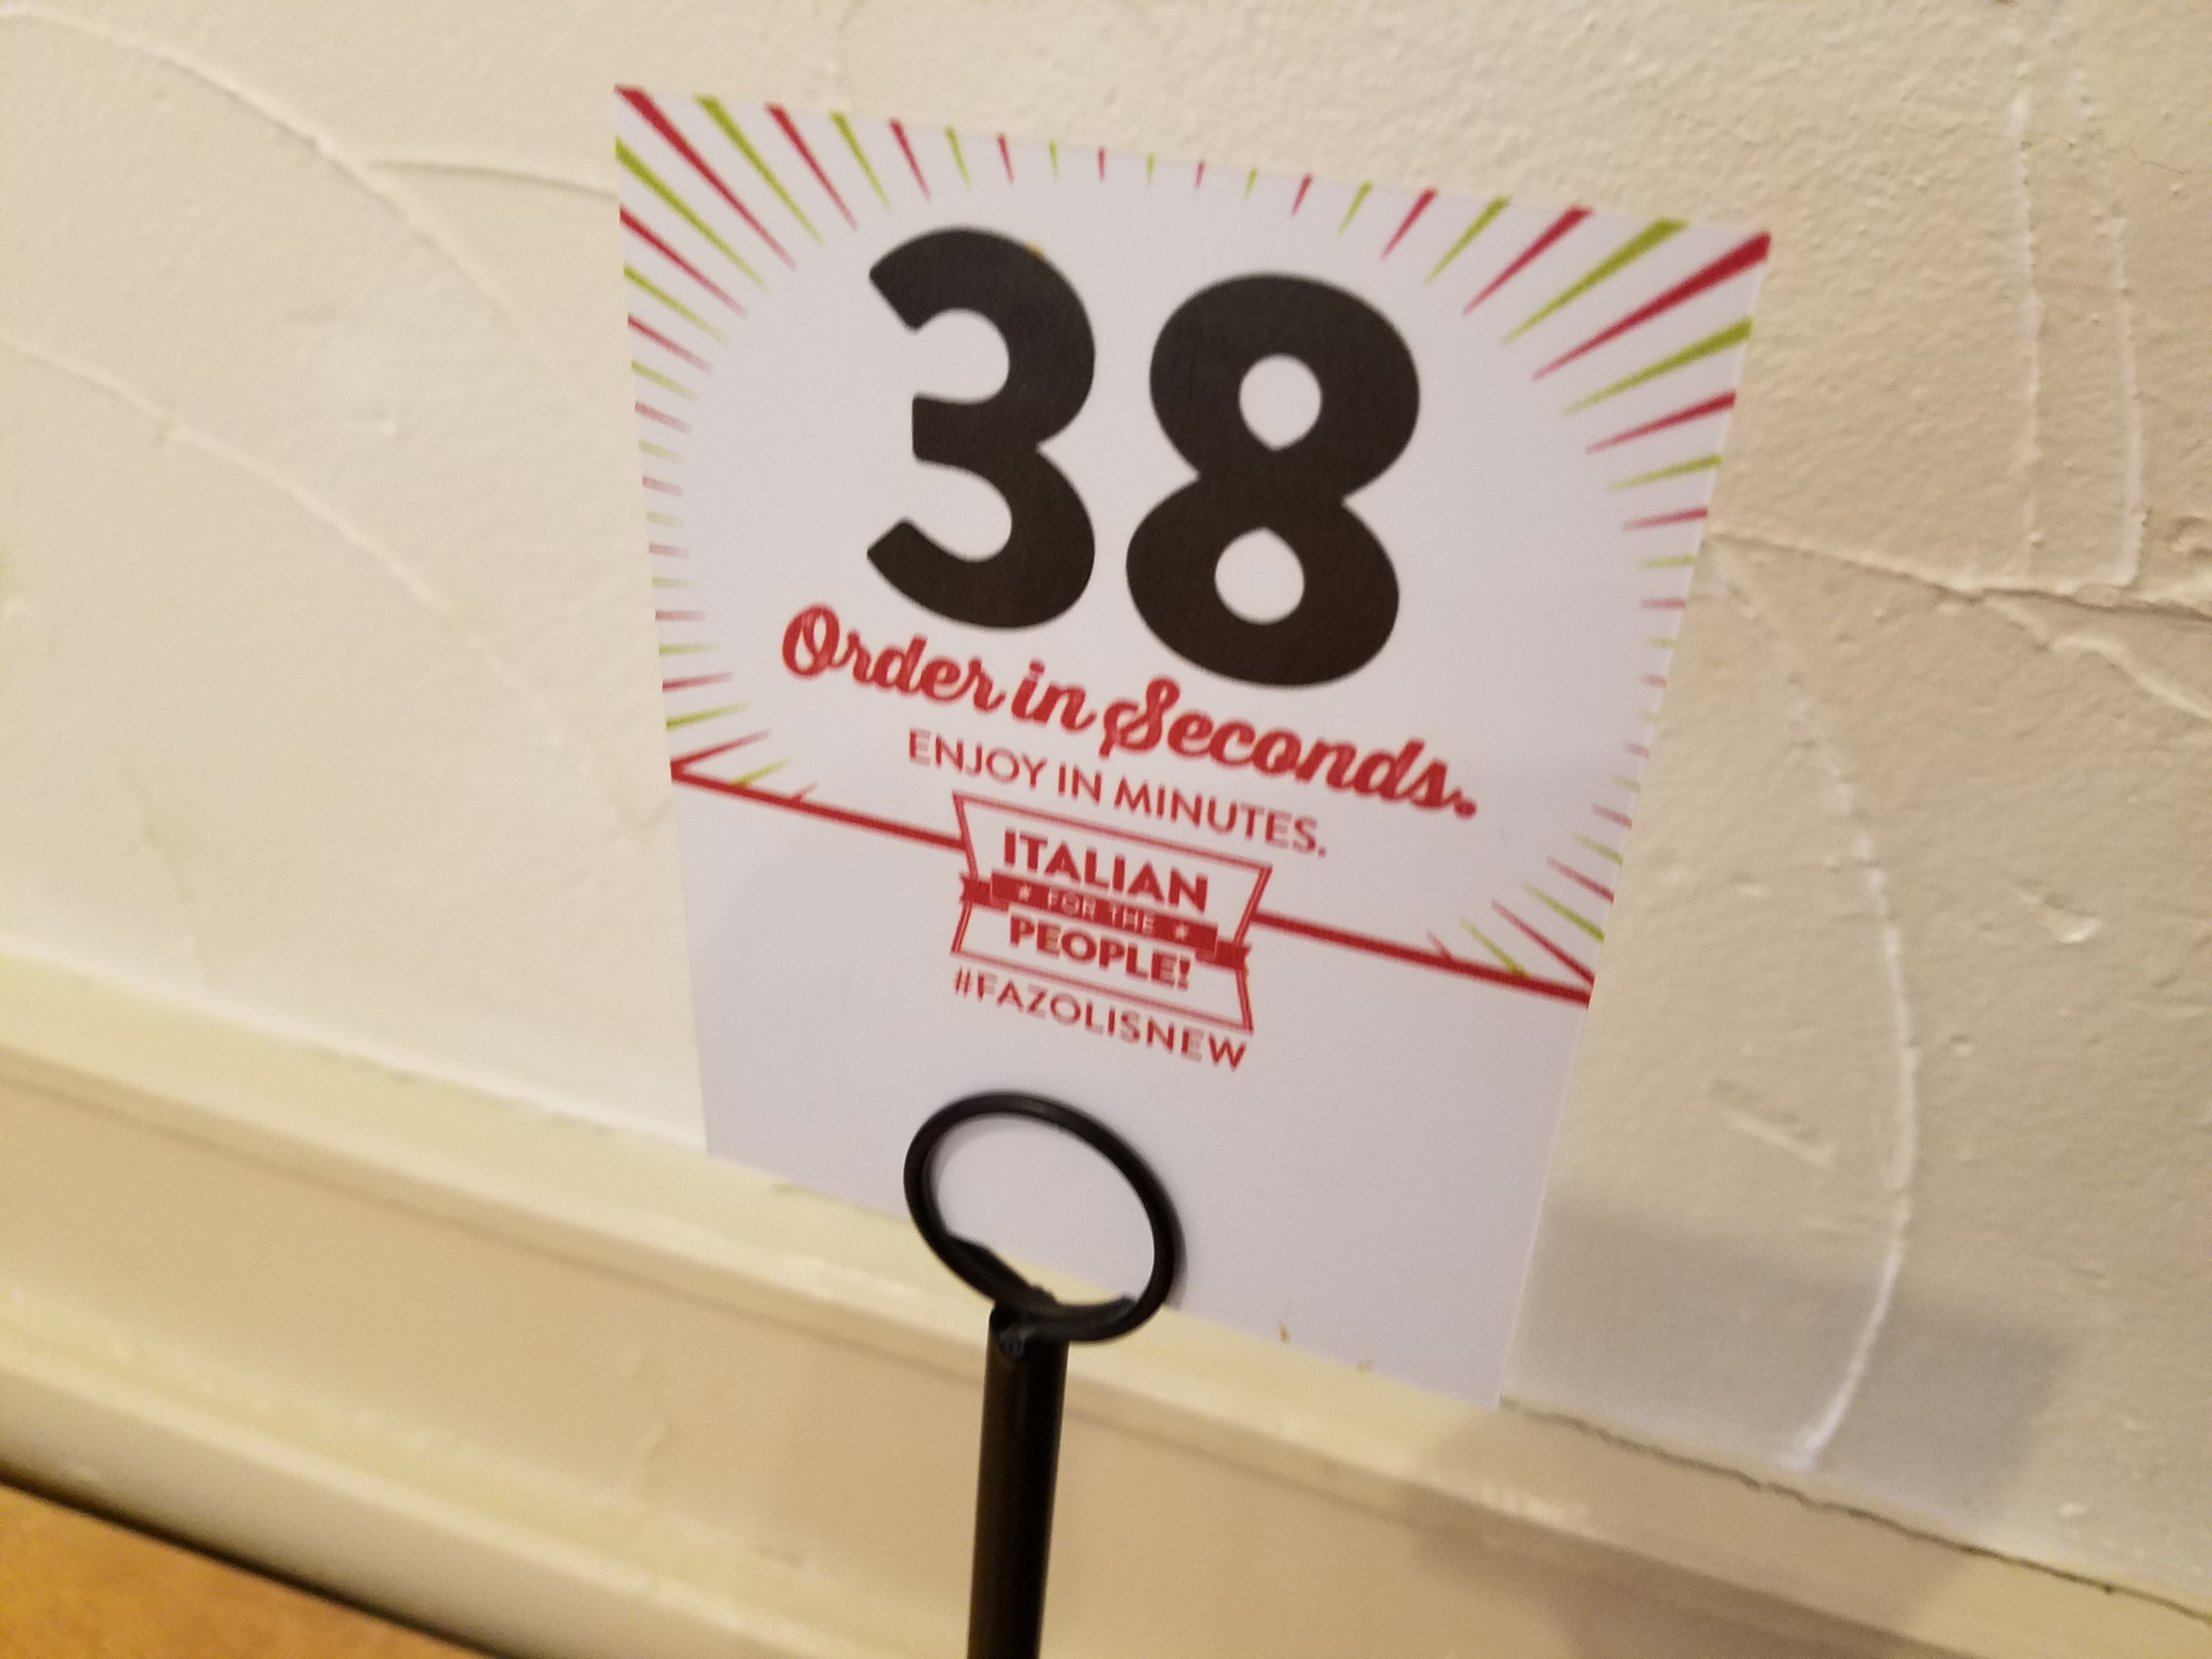 38
Order in Seconds.
ENJOY IN MINUTES.
ITALIAN
FOR THE
PEOPLE!
#FAZOLISNEW